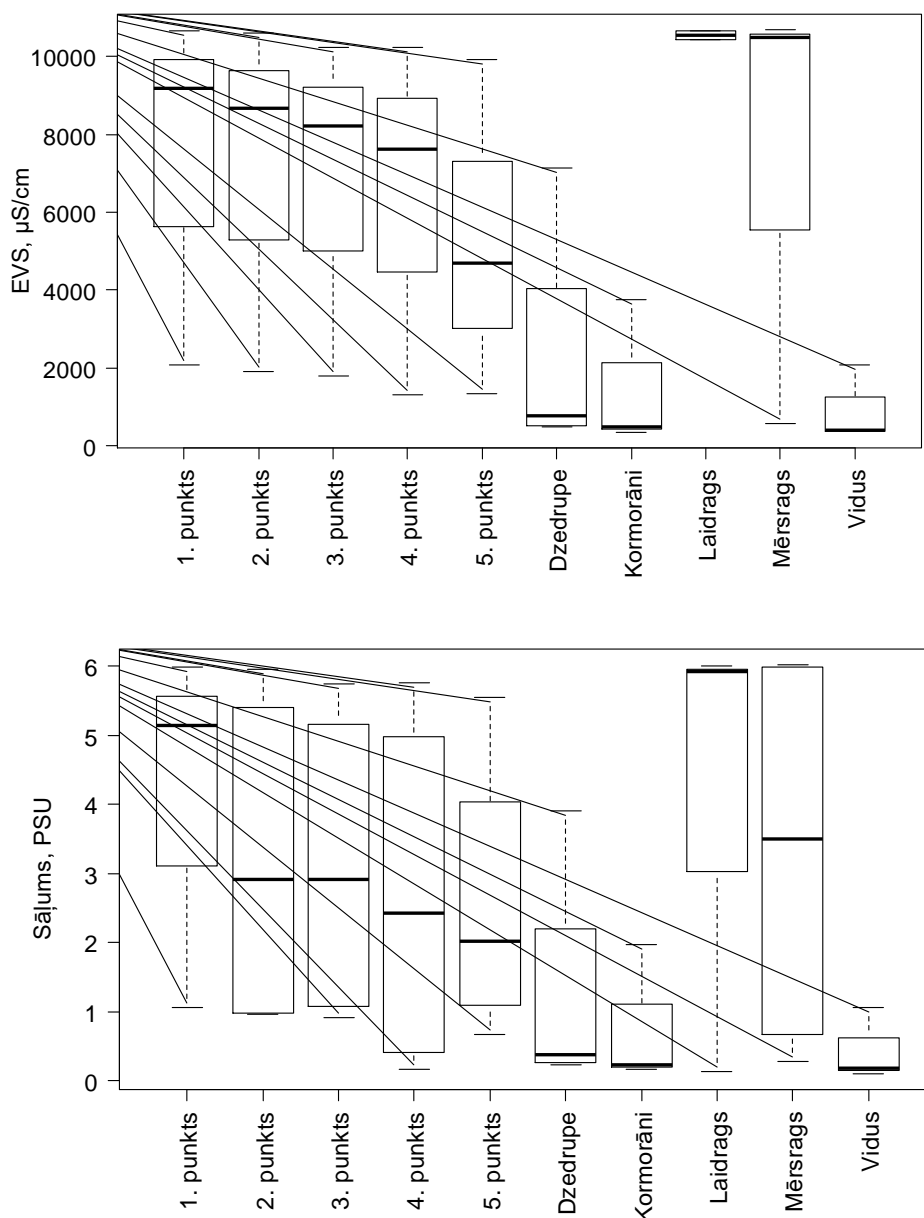 EVS, µS/cm
10000
8000
6000
4000
2000
0
1. punkts
2. punkts
3. punkts
4. punkts
5. punkts
Dzedrupe
Kormorāni
Laidrags
Mērsrags
Vidus
Sāļums, PSU
6
5
4
3
2
1
0
1. punkts
2. punkts
3. punkts
4. punkts
5. punkts
Dzedrupe
Kormorāni
Laidrags
Mērsrags
Vidus